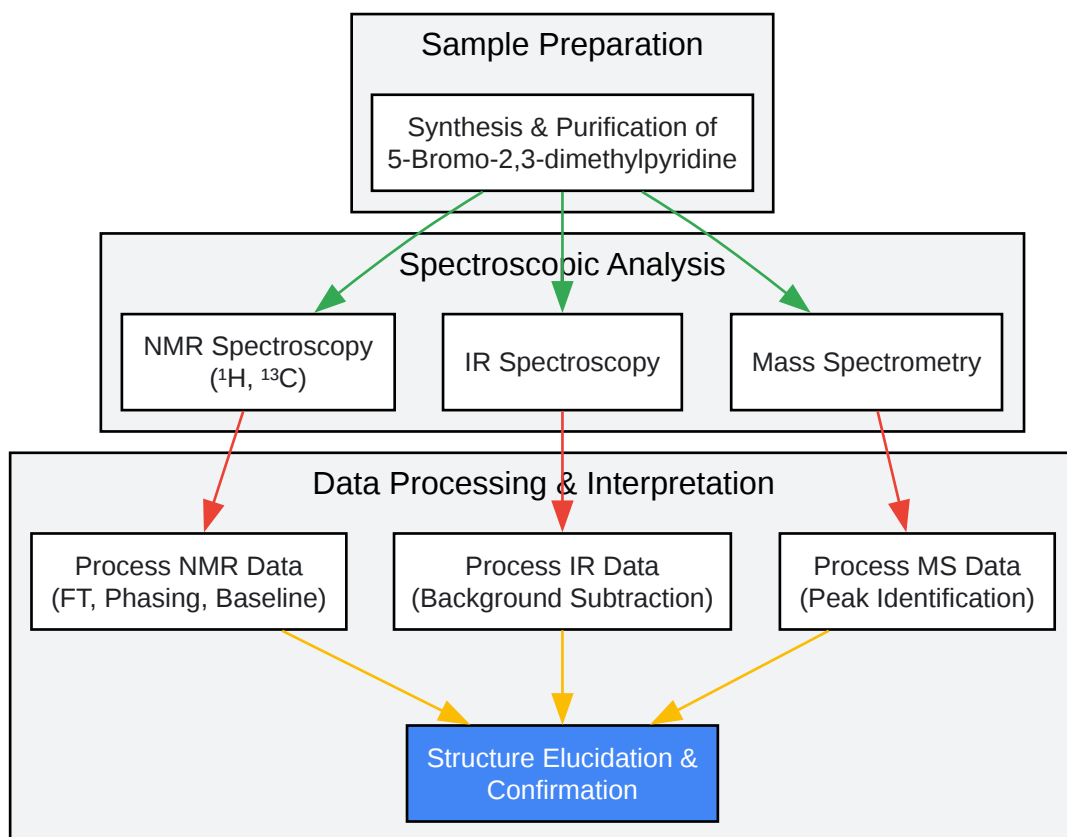 Sample Preparation
Synthesis & Purification of
5-Bromo-2,3-dimethylpyridine
Spectroscopic Analysis
NMR Spectroscopy
(¹H, ¹³C)
IR Spectroscopy
Mass Spectrometry
Data Processing & Interpretation
Process NMR Data
(FT, Phasing, Baseline)
Process IR Data
(Background Subtraction)
Process MS Data
(Peak Identification)
Structure Elucidation &
Confirmation